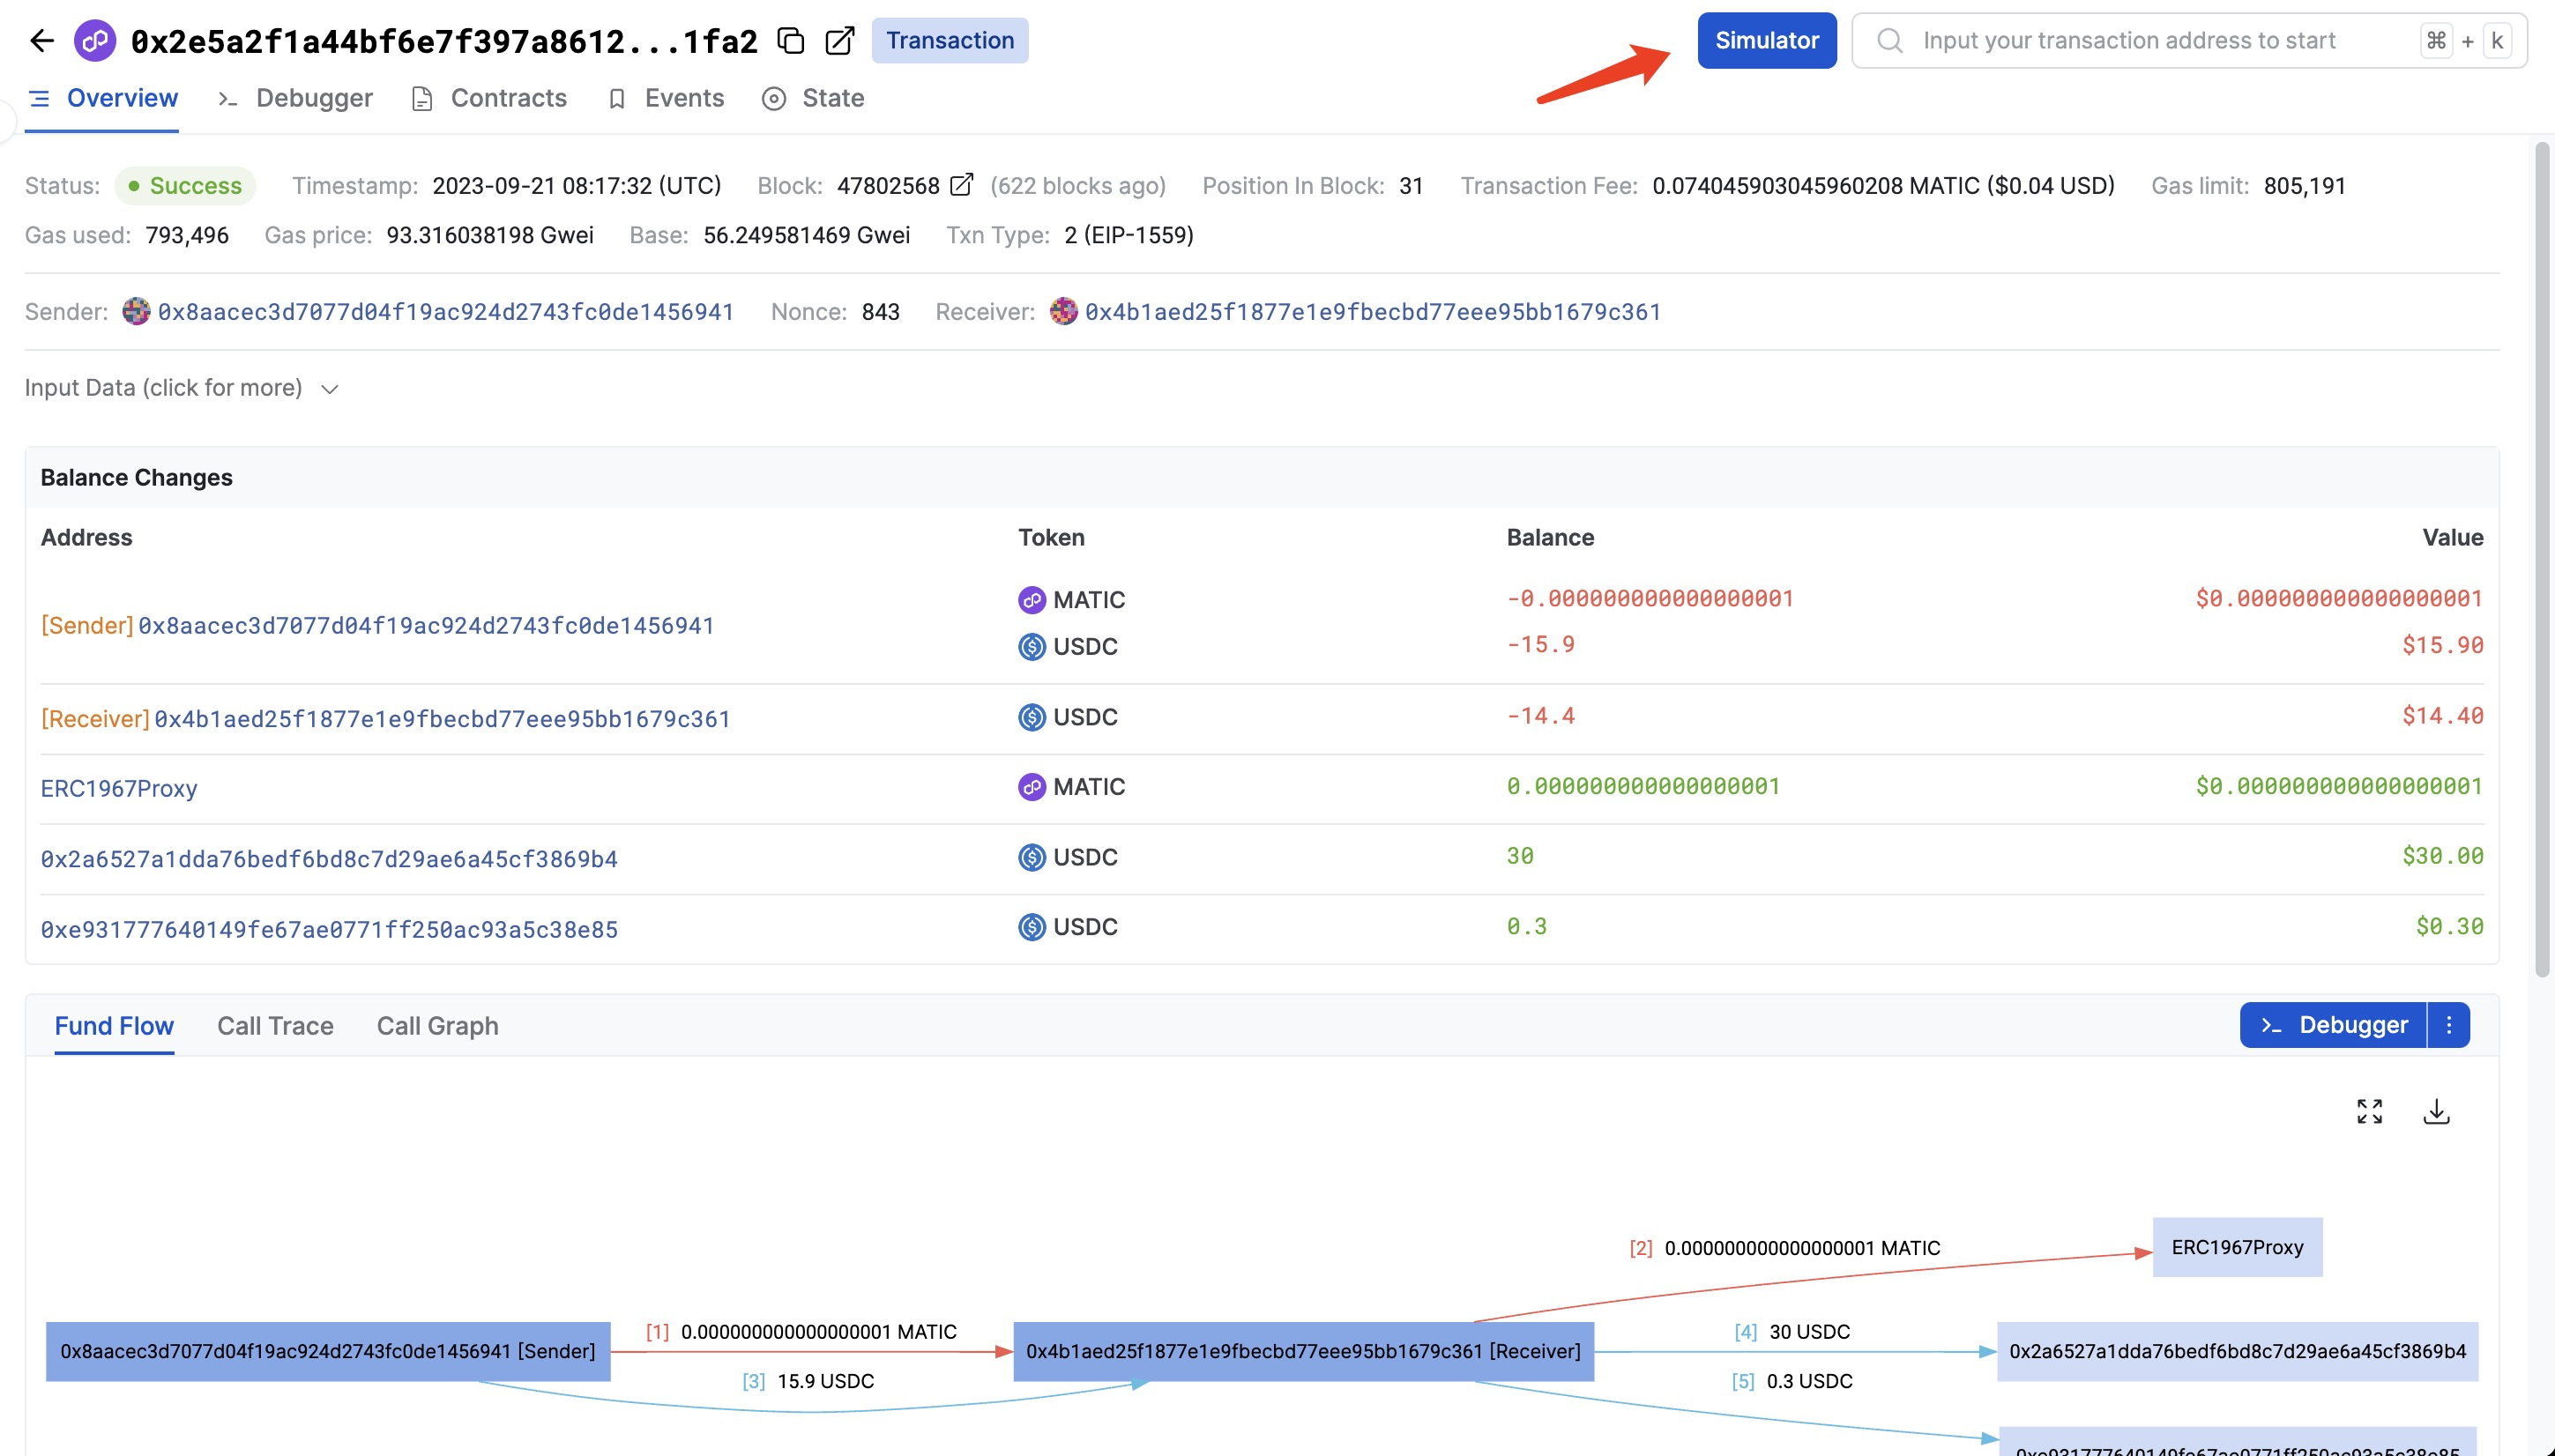 0x2e5a2f1a44bf6e7f397a8612...1fa2 Transaction Simulator Input your transaction address to start ⌘ + k
Overview Debugger Contracts Events State
Status: Success Timestamp: 2023-09-21 08:17:32 (UTC) Block: 47802568 (622 blocks ago) Position In Block: 31 Transaction Fee: 0.074045903045960208 MATIC ($0.04 USD) Gas limit: 805,191
Gas used: 793,496 Gas price: 93.316038198 Gwei Base: 56.249581469 Gwei Txn Type: 2 (EIP-1559)
Sender: 0x8aacec3d7077d04f19ac924d2743fc0de1456941 Nonce: 843 Receiver: 0x4b1aed25f1877e1e9fbecbd77eee95bb1679c361
Input Data (click for more)
Balance Changes
Address Token Balance Value
[Sender] 0x8aacec3d7077d04f19ac924d2743fc0de1456941 MATIC -0.000000000000000001 $0.000000000000000001
USDC -15.9 $15.90
[Receiver] 0x4b1aed25f1877e1e9fbecbd77eee95bb1679c361 USDC -14.4 $14.40
ERC1967Proxy MATIC 0.000000000000000001 $0.000000000000000001
0x2a6527a1dda76bedf6bd8c7d29ae6a45cf3869b4 USDC 30 $30.00
0xe931777640149fe67ae0771ff250ac93a5c38e85 USDC 0.3 $0.30
Fund Flow Call Trace Call Graph Debugger
[2] 0.000000000000000001 MATIC ERC1967Proxy
[1] 0.000000000000000001 MATIC [4] 30 USDC
0x8aacec3d7077d04f19ac924d2743fc0de1456941 [Sender] 0x4b1aed25f1877e1e9fbecbd77eee95bb1679c361 [Receiver] 0x2a6527a1dda76bedf6bd8c7d29ae6a45cf3869b4
[3] 15.9 USDC [5] 0.3 USDC
0xe931777640149fe67ae0771ff250ac93a5c38e85